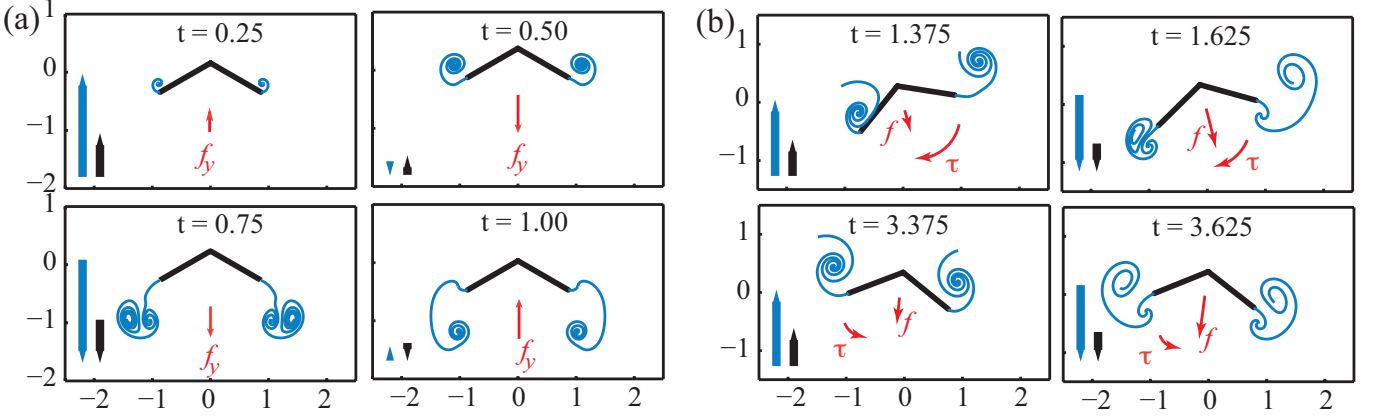 (a)
1
0
−1
−2
t = 0.25
f_y
t = 0.50
f_y
1
0
−1
−2
t = 0.75
f_y
−2 −1 0 1 2
t = 1.00
f_y
−2 −1 0 1 2
(b)
1
0
−1
t = 1.375
f
τ
t = 1.625
f
τ
1
0
−1
t = 3.375
f
τ
−2 −1 0 1 2
t = 3.625
f
τ
−2 −1 0 1 2